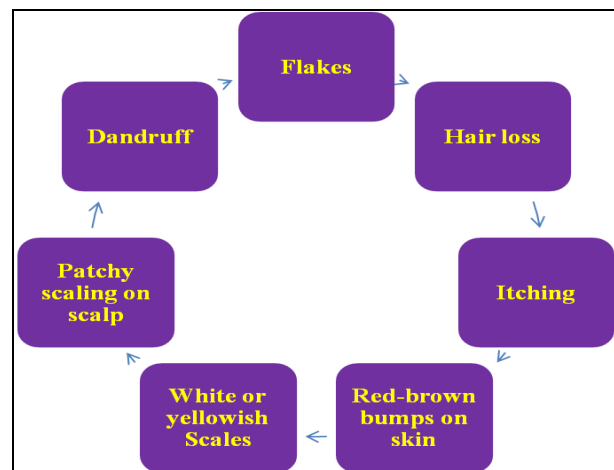 Flakes
Hair loss
Itching
Red-brown
bumps on
skin
White or
yellowish
Scales
Patchy
scaling on
scalp
Dandruff